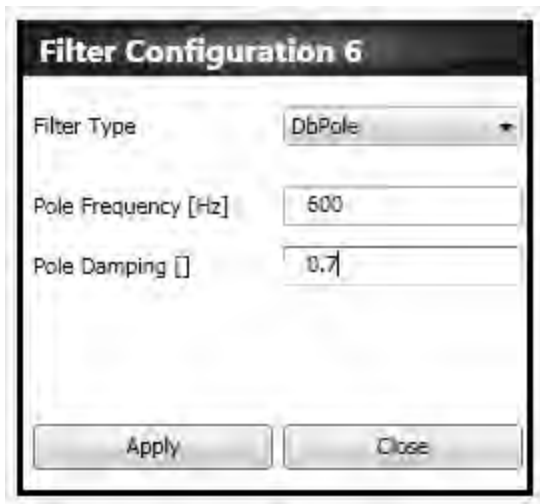 Filter Configuration 6
Filter Type DbPole
Pole Frequency [Hz] 600
Pole Damping [] 0.7
Apply Close